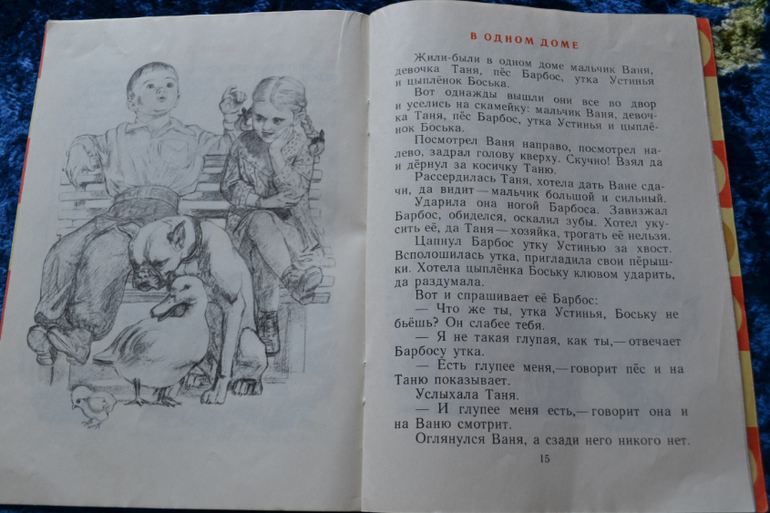 В ОДНОМ ДОМЕ
Жили-были в одном доме мальчик Ваня,
девочка Таня, пёс Барбос, утка Устинья
и цыплёнок Боська.
Вот однажды вышли они все во двор
и уселись на скамейку: мальчик Ваня, девоч-
ка Таня, пёс Барбос, утка Устинья и цыплё-
нок Боська.
Посмотрел Ваня направо, посмотрел на-
лево, задрал голову кверху. Скучно! Взял да
и дёрнул за косичку Таню.
Рассердилась Таня, хотела дать Ване сда-
чи, да видит — мальчик большой и сильный.
Ударила она ногой Барбоса. Завизжал
Барбос, обиделся, оскалил зубы. Хотел уку-
сить её, да Таня — хозяйка, трогать её нельзя.
Цапнул Барбос утку Устинью за хвост.
Всполошилась утка, пригладила свои пёрыш-
ки. Хотела цыплёнка Боську клювом ударить,
да раздумала.
Вот и спрашивает её Барбос:
— Что же ты, утка Устинья, Боську не
бьёшь? Он слабее тебя.
— Я не такая глупая, как ты,— отвечает
Барбосу утка.
— Есть глупее меня,— говорит пёс и на
Таню показывает.
Услыхала Таня.
— И глупее меня есть,— говорит она и
на Ваню смотрит.
Оглянулся Ваня, а сзади него никого нет.
15